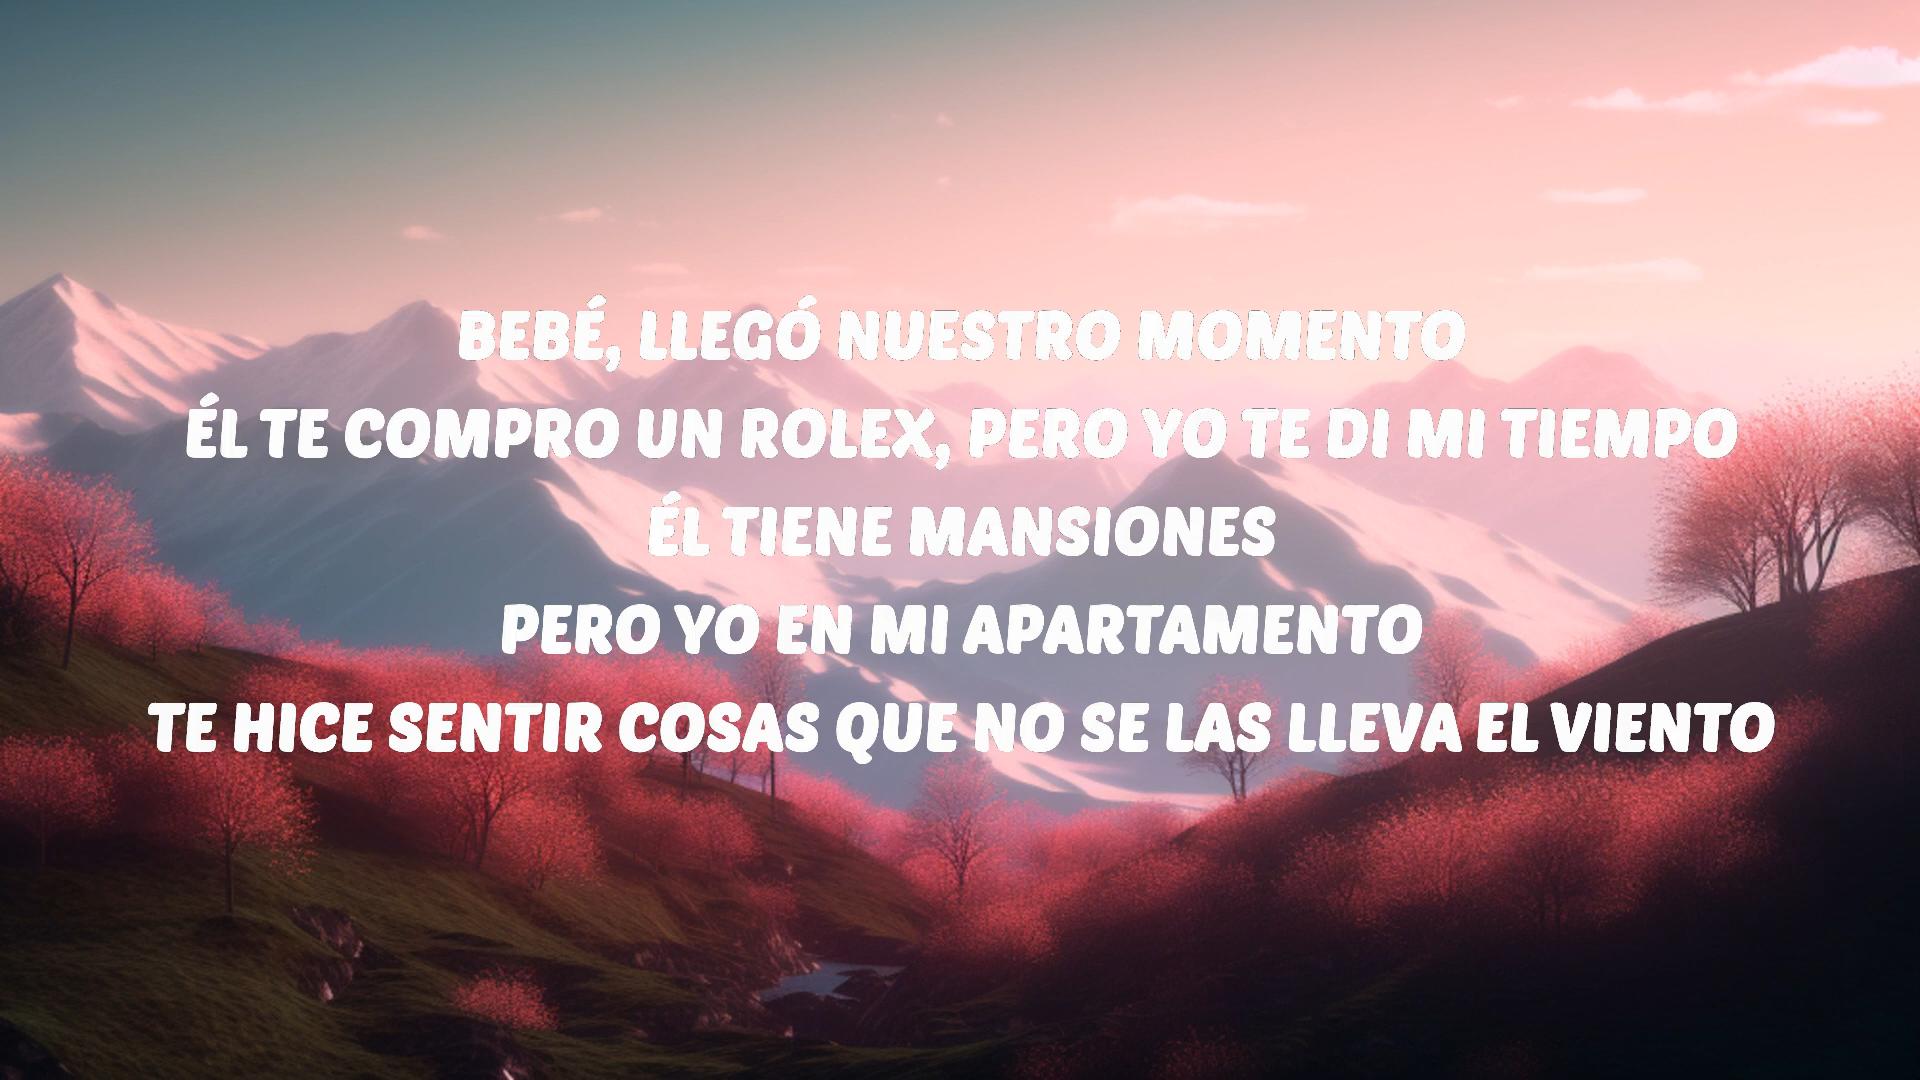 BEBÉ, LLEGÓ NUESTRO MOMENTO
ÉL TE COMPRO UN ROLEX, PERO YO TE DI MI TIEMPO
ÉL TIENE MANSIONES
PERO YO EN MI APARTAMENTO
TE HICE SENTIR COSAS QUE NO SE LAS LLEVA EL VIENTO